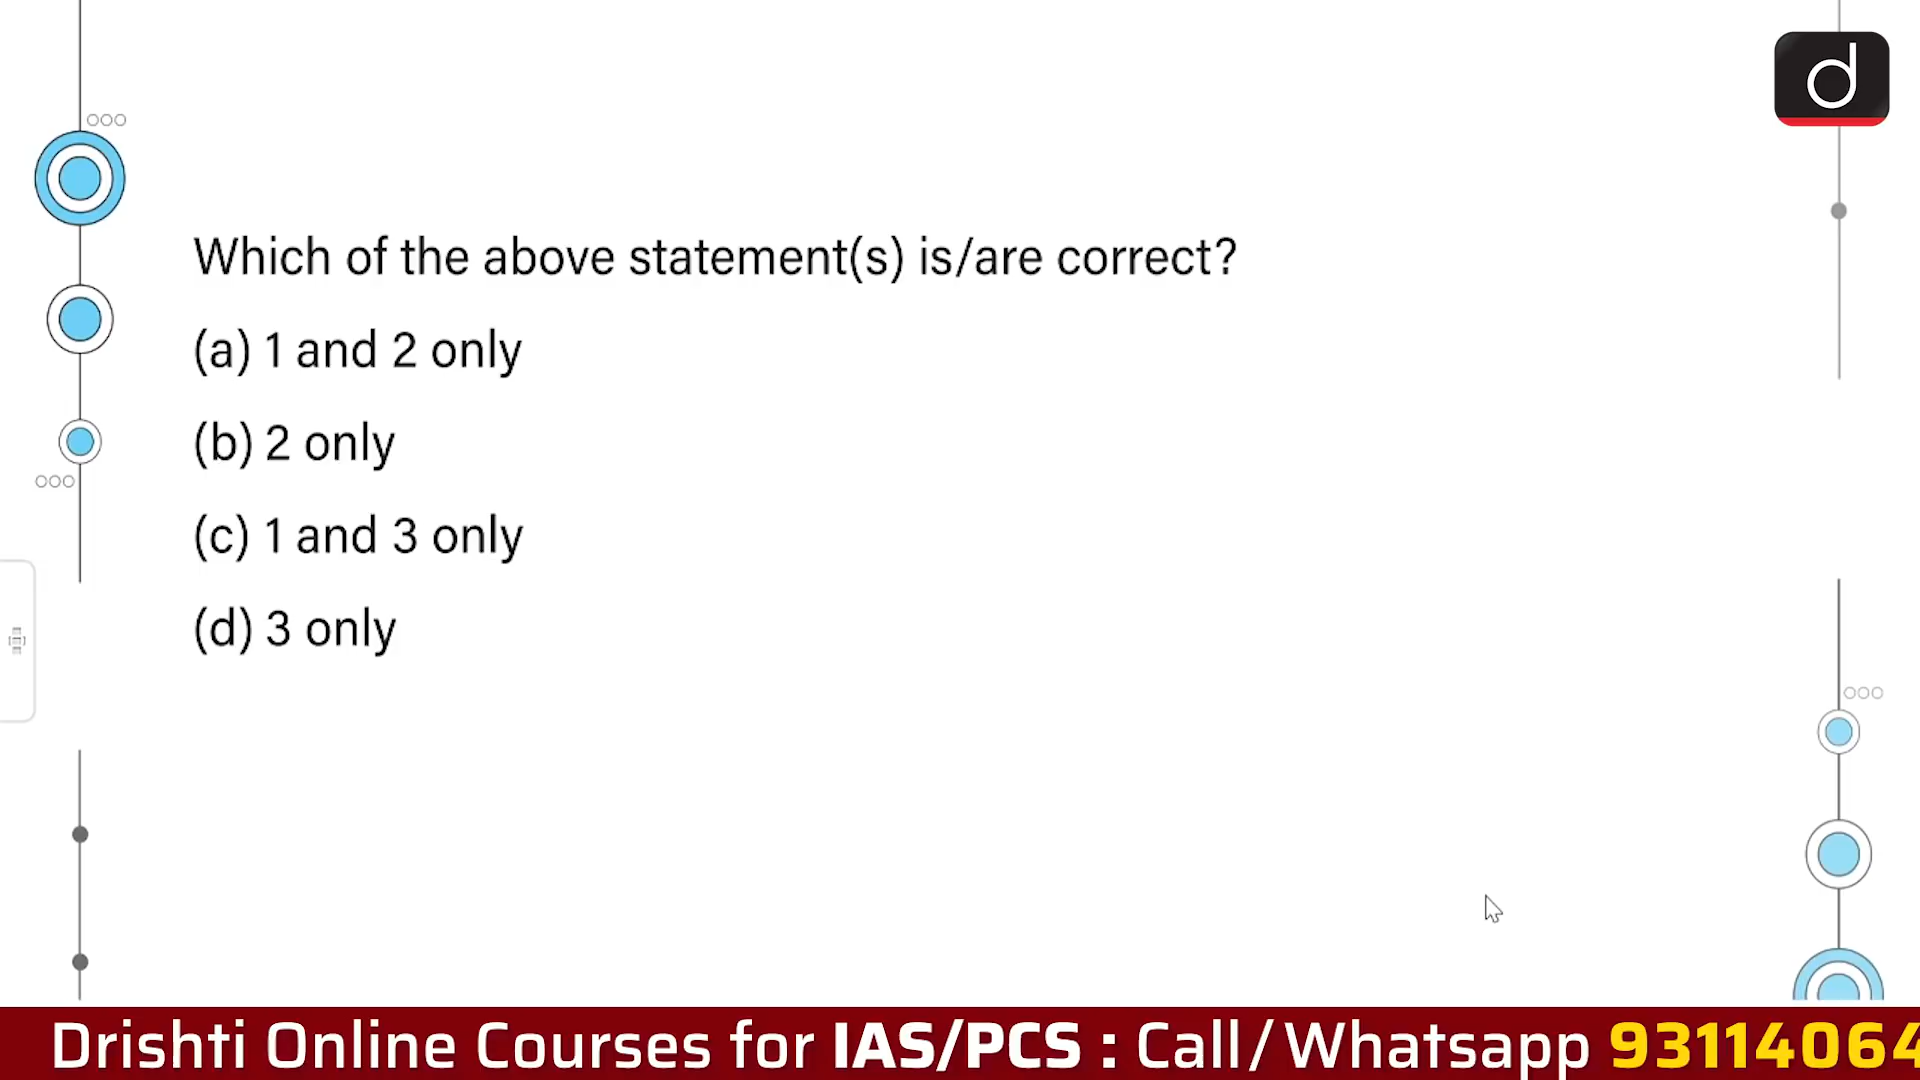 Which of the above statement(s) is/are correct?
(a) 1 and 2 only
(b) 2 only
(c) 1 and 3 only
(d) 3 only
Drishti Online Courses for IAS/PCS : Call/Whatsapp 93114064